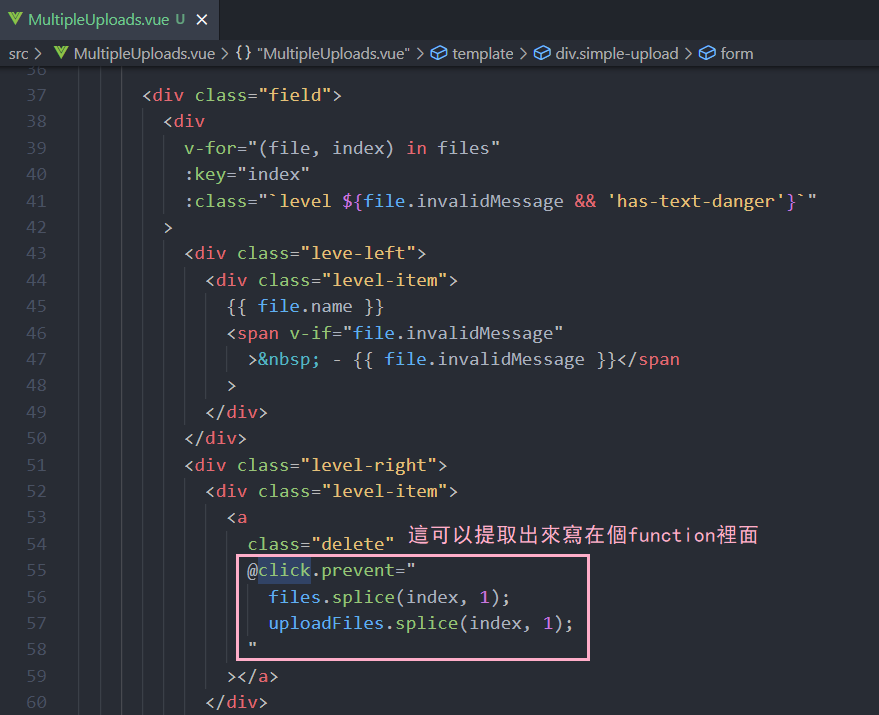 MultipleUploads.vue U ×
src > MultipleUploads.vue > {} "MultipleUploads.vue" > template > div.simple-upload > form
36
37 <div class="field">
38 <div
39 v-for="(file, index) in files"
40 :key="index"
41 :class="`level ${file.invalidMessage && 'has-text-danger'}`"
42 >
43 <div class="leve-left">
44 <div class="level-item">
45 {{ file.name }}
46 <span v-if="file.invalidMessage"
47 >&nbsp; - {{ file.invalidMessage }}</span
48 >
49 </div>
50 </div>
51 <div class="level-right">
52 <div class="level-item">
53 <a
這可以提取出來寫在個function裡面
54 class="delete"
55 @click.prevent="
56 files.splice(index, 1);
57 uploadFiles.splice(index, 1);
58 "
59 ></a>
60 </div>